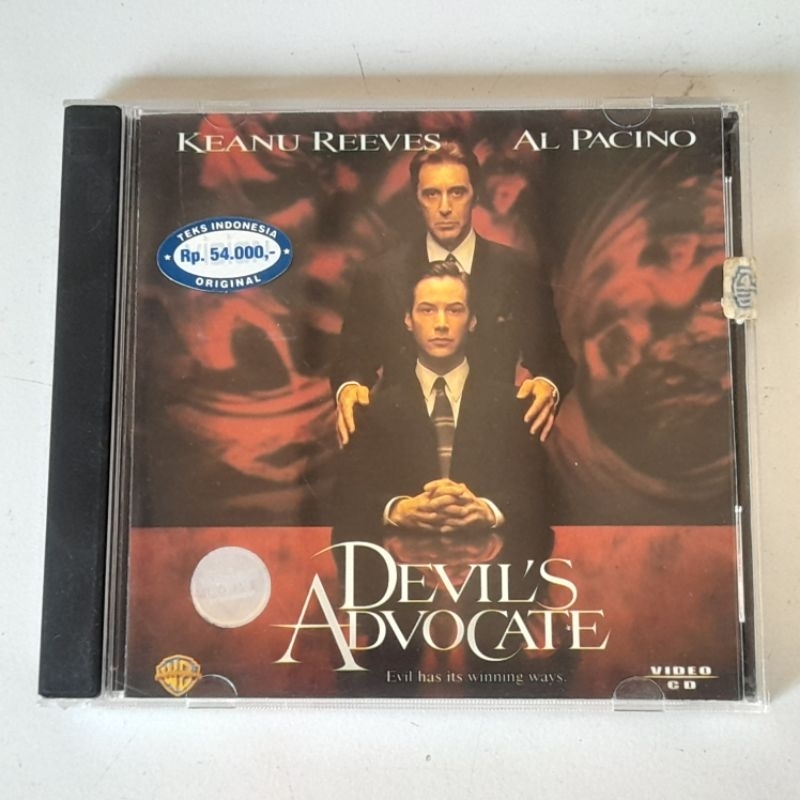 KEANU REEVES
AL PACINO
TEKS INDONESIA
Rp. 54.000,-
ORIGINAL
DEVIL'S
ADVOCATE
Evil has its winning ways.
WB
VIDEO
CD